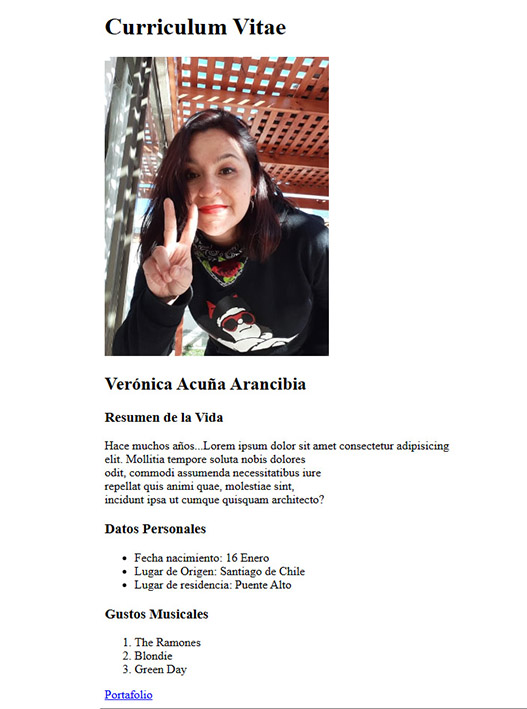 Curriculum Vitae
Verónica Acuña Arancibia
Resumen de la Vida
Hace muchos años...Lorem ipsum dolor sit amet consectetur adipisicing
elit. Mollitia tempore soluta nobis dolores
odit, commodi assumenda necessitatibus iure
repellat quis animi quae, molestiae sint,
incidunt ipsa ut cumque quisquam architecto?
Datos Personales
• Fecha nacimiento: 16 Enero
• Lugar de Origen: Santiago de Chile
• Lugar de residencia: Puente Alto
Gustos Musicales
1. The Ramones
2. Blondie
3. Green Day
Portafolio